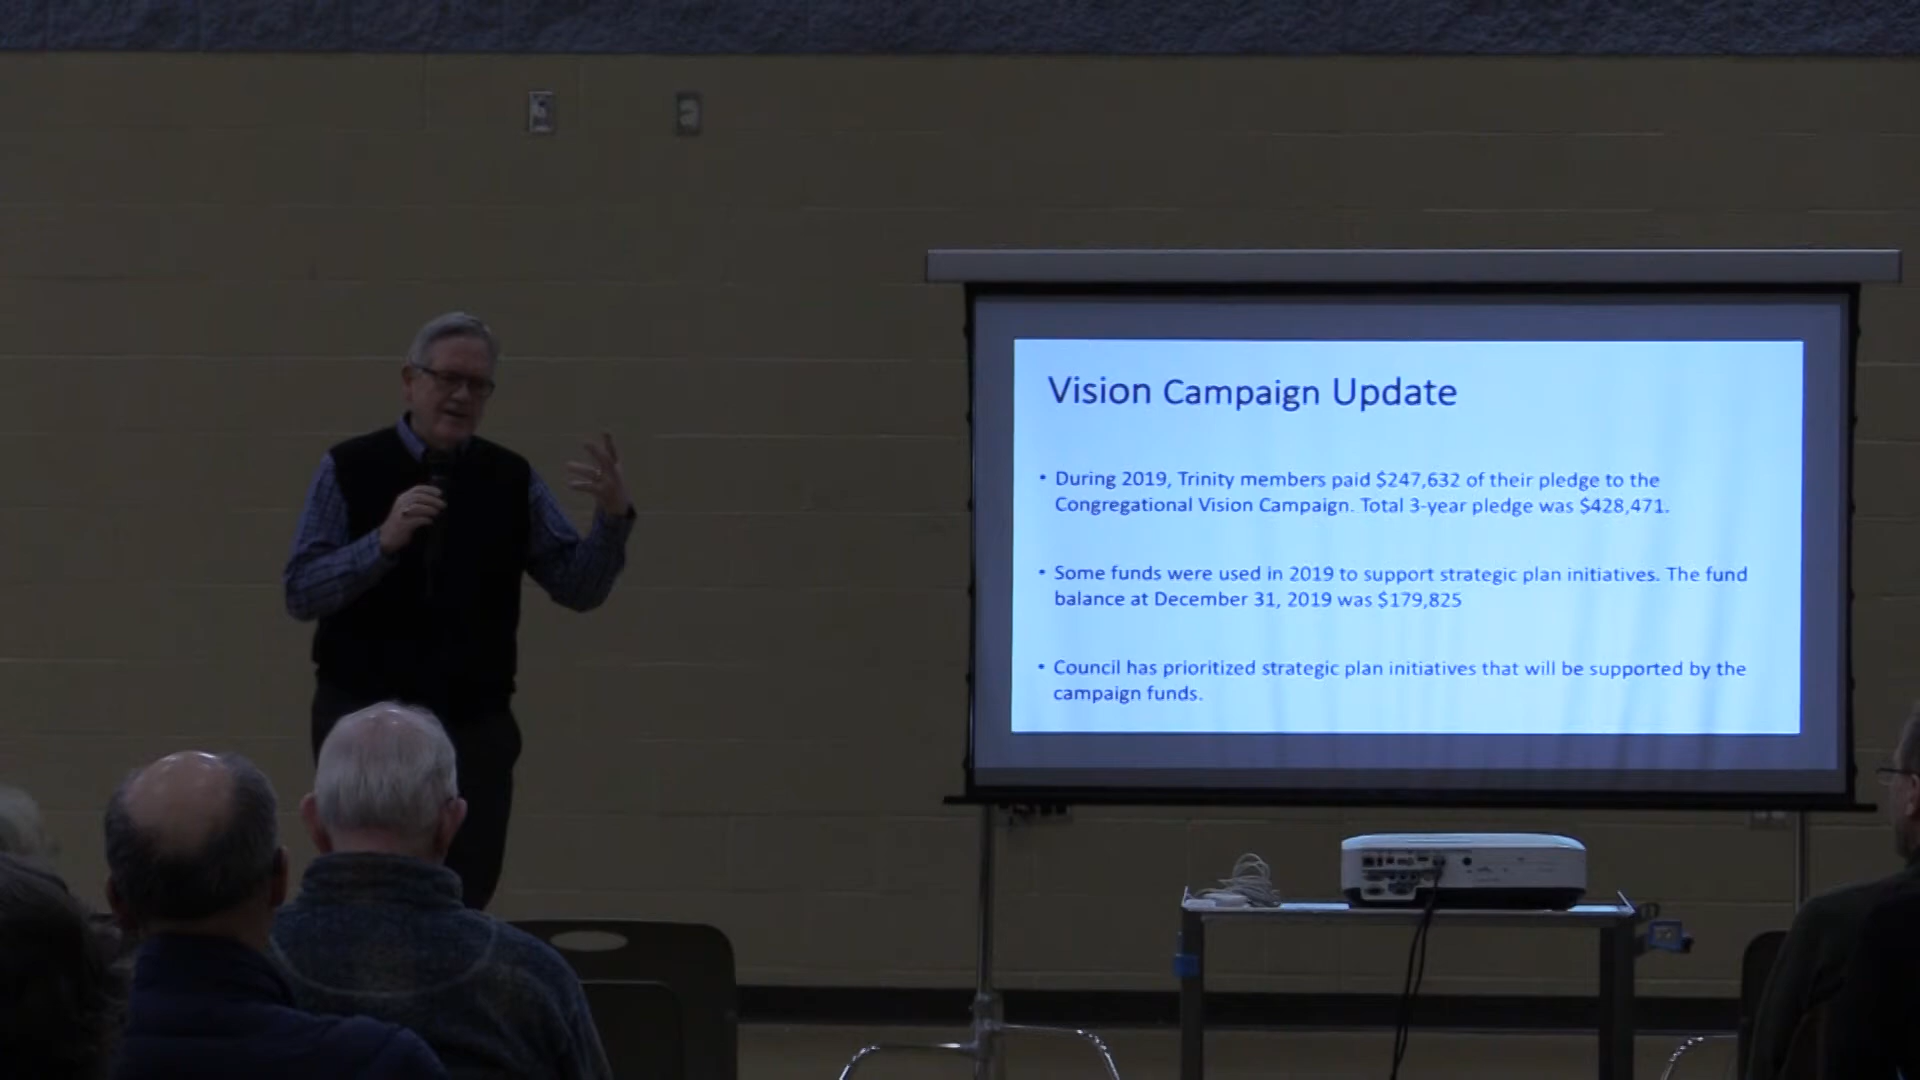 Vision Campaign Update
• During 2019, Trinity members paid $247,632 of their pledge to the
Congregational Vision Campaign. Total 3-year pledge was $428,471.
• Some funds were used in 2019 to support strategic plan initiatives. The fund
balance at December 31, 2019 was $179,825
• Council has prioritized strategic plan initiatives that will be supported by the
campaign funds.